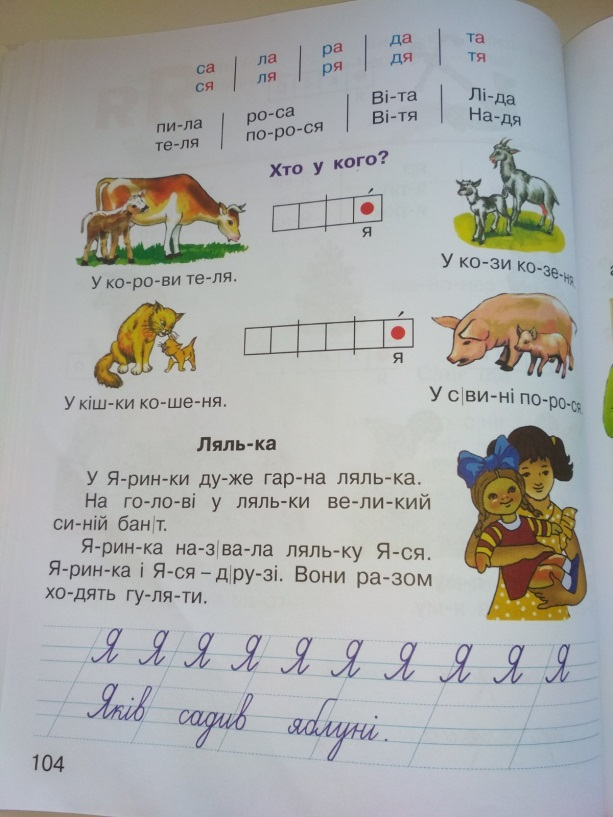 са ла ра да та
ся ля ря дя тя
пи-ла ро-са Ві-та Лі-да
те-ля по-ро-ся Ві-тя На-дя
Хто у кого?
я
У ко-ро-ви те-ля.
У ко-зи ко-зе-ня.
я
У кіш-ки ко-ше-ня.
У с|ви-ні по-ро-ся.
Ляль-ка
У Я-рин-ки ду-же гар-на ляль-ка.
На го-ло-ві у ляль-ки ве-ли-кий
си-ній бан|т.
Я-рин-ка на-з|ва-ла ляль-ку Я-ся.
Я-рин-ка і Я-ся – д|ру-зі. Вони ра-зом
хо-дять гу-ля-ти.
Я Я Я Я Я Я Я Я Я Я
Яків садив яблуні.
104